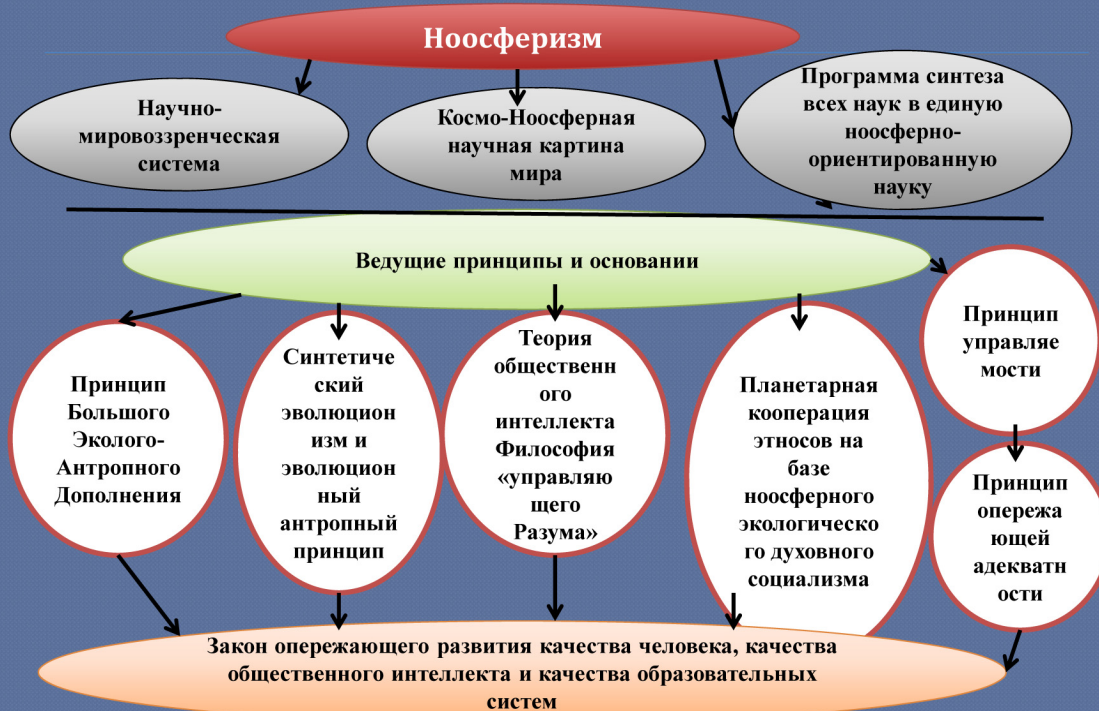 Ноосферизм
Научно-
мировоззренческая
система
Космо-Ноосферная
научная картина
мира
Программа синтеза
всех наук в единую
ноосферно-
ориентированную
науку
Ведущие принципы и основании
Принцип
Большого
Эколого-
Антропного
Дополнения
Синтетиче
ский
эволюцион
изм и
эволюцион
ный
антропный
принцип
Теория
общественн
ого
интеллекта
Философия
«управляю
щего
Разума»
Планетарная
кооперация
этносов на
базе
ноосферного
экологическо
го духовного
социализма
Принцип
управляе
мости
Принцип
опережа
ющей
адекватн
ости
Закон опережающего развития качества человека, качества
общественного интеллекта и качества образовательных
систем